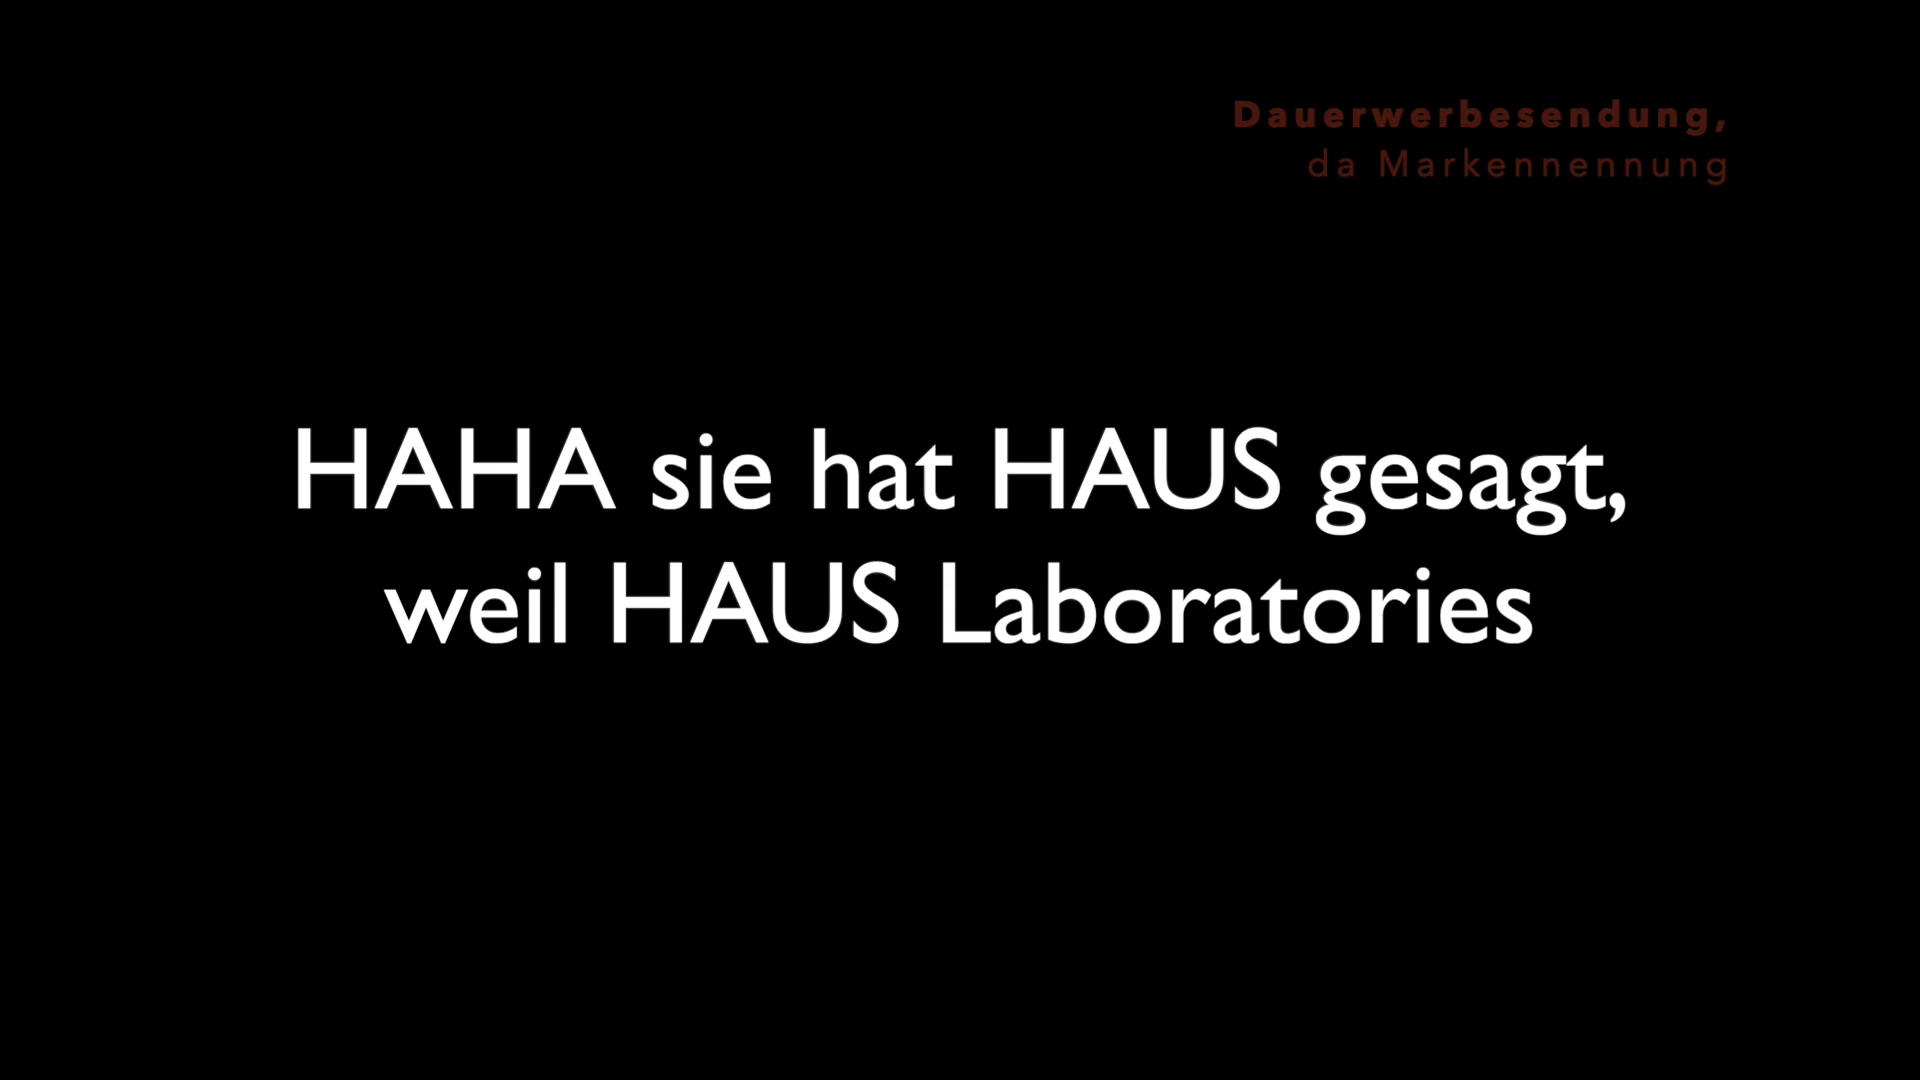 Dauerwerbesendung,
da Markennennung
HAHA sie hat HAUS gesagt,
weil HAUS Laboratories